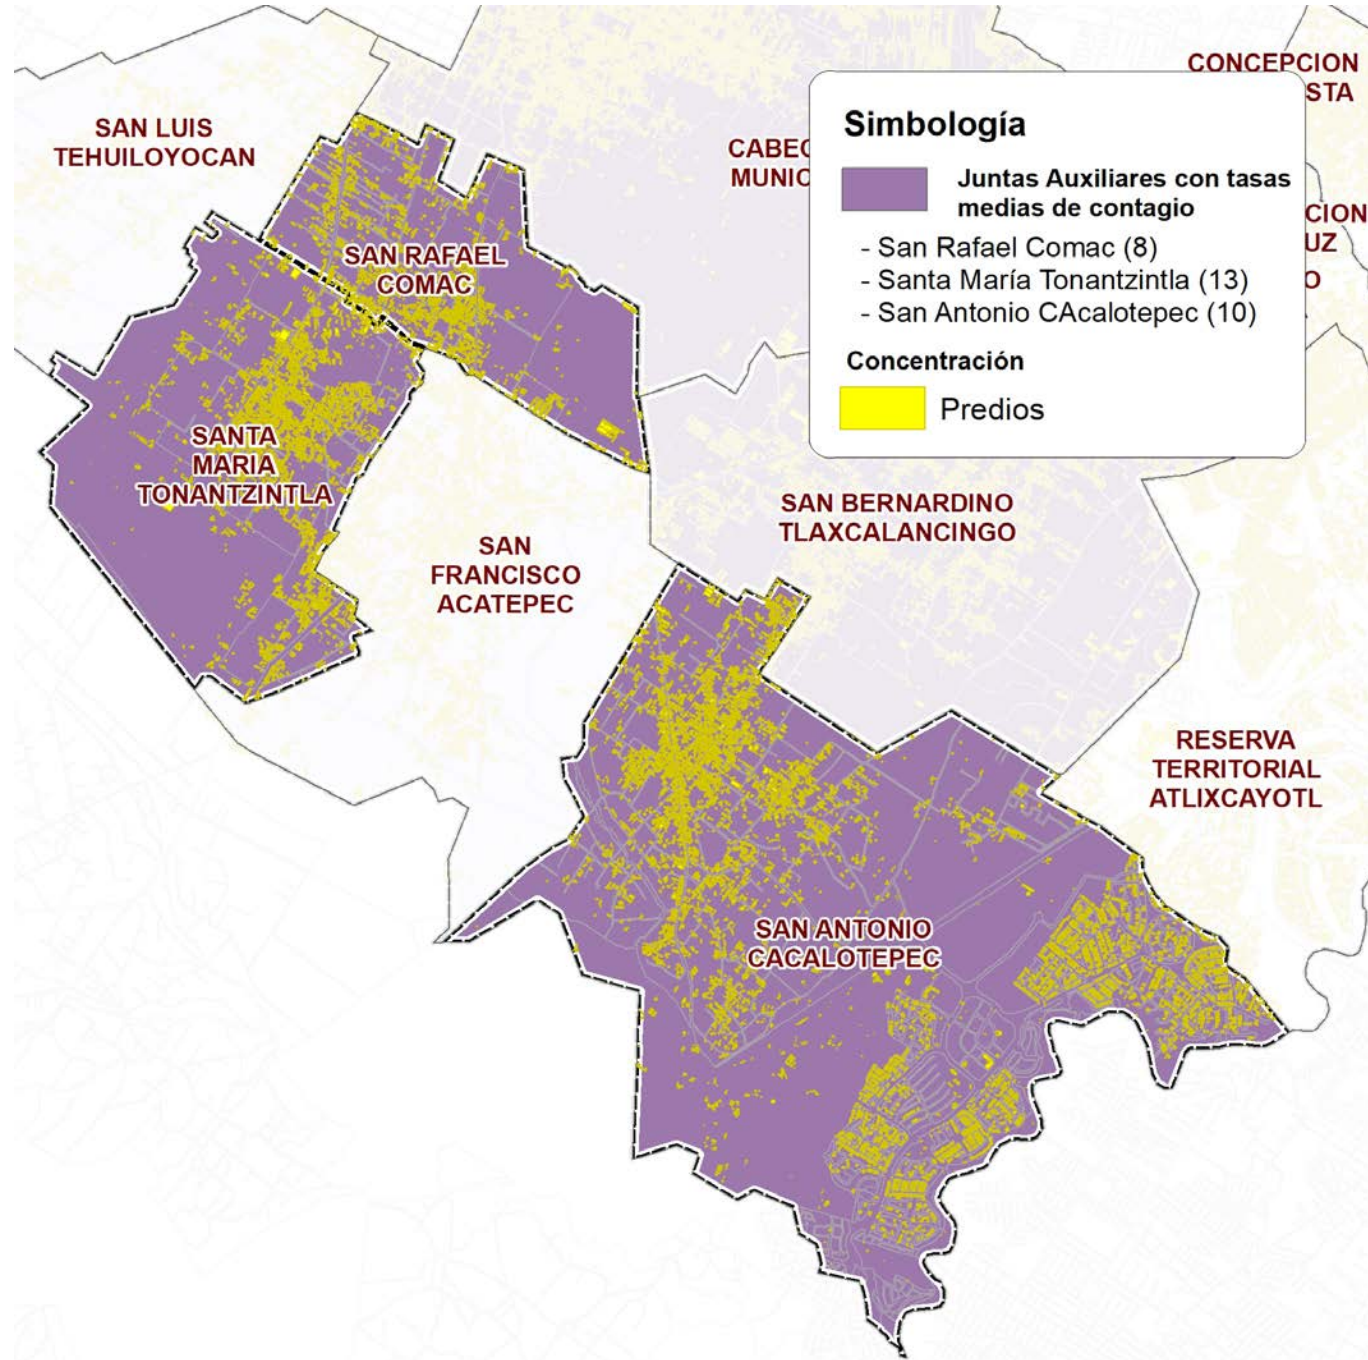 CONCEPCION
STA
SAN LUIS
TEHUILOYOCAN
CABEC
MUNIC
Simbología
Juntas Auxiliares con tasas
medias de contagio
- San Rafael Comac (8)
- Santa María Tonantzintla (13)
- San Antonio CAcalotepec (10)
Concentración
Predios
CION
UZ
O
SAN RAFAEL
COMAC
SANTA
MARIA
TONANTZINTLA
SAN BERNARDINO
TLAXCALANCINGO
SAN
FRANCISCO
ACATEPEC
RESERVA
TERRITORIAL
ATLIXCAYOTL
SAN ANTONIO
CACALOTEPEC